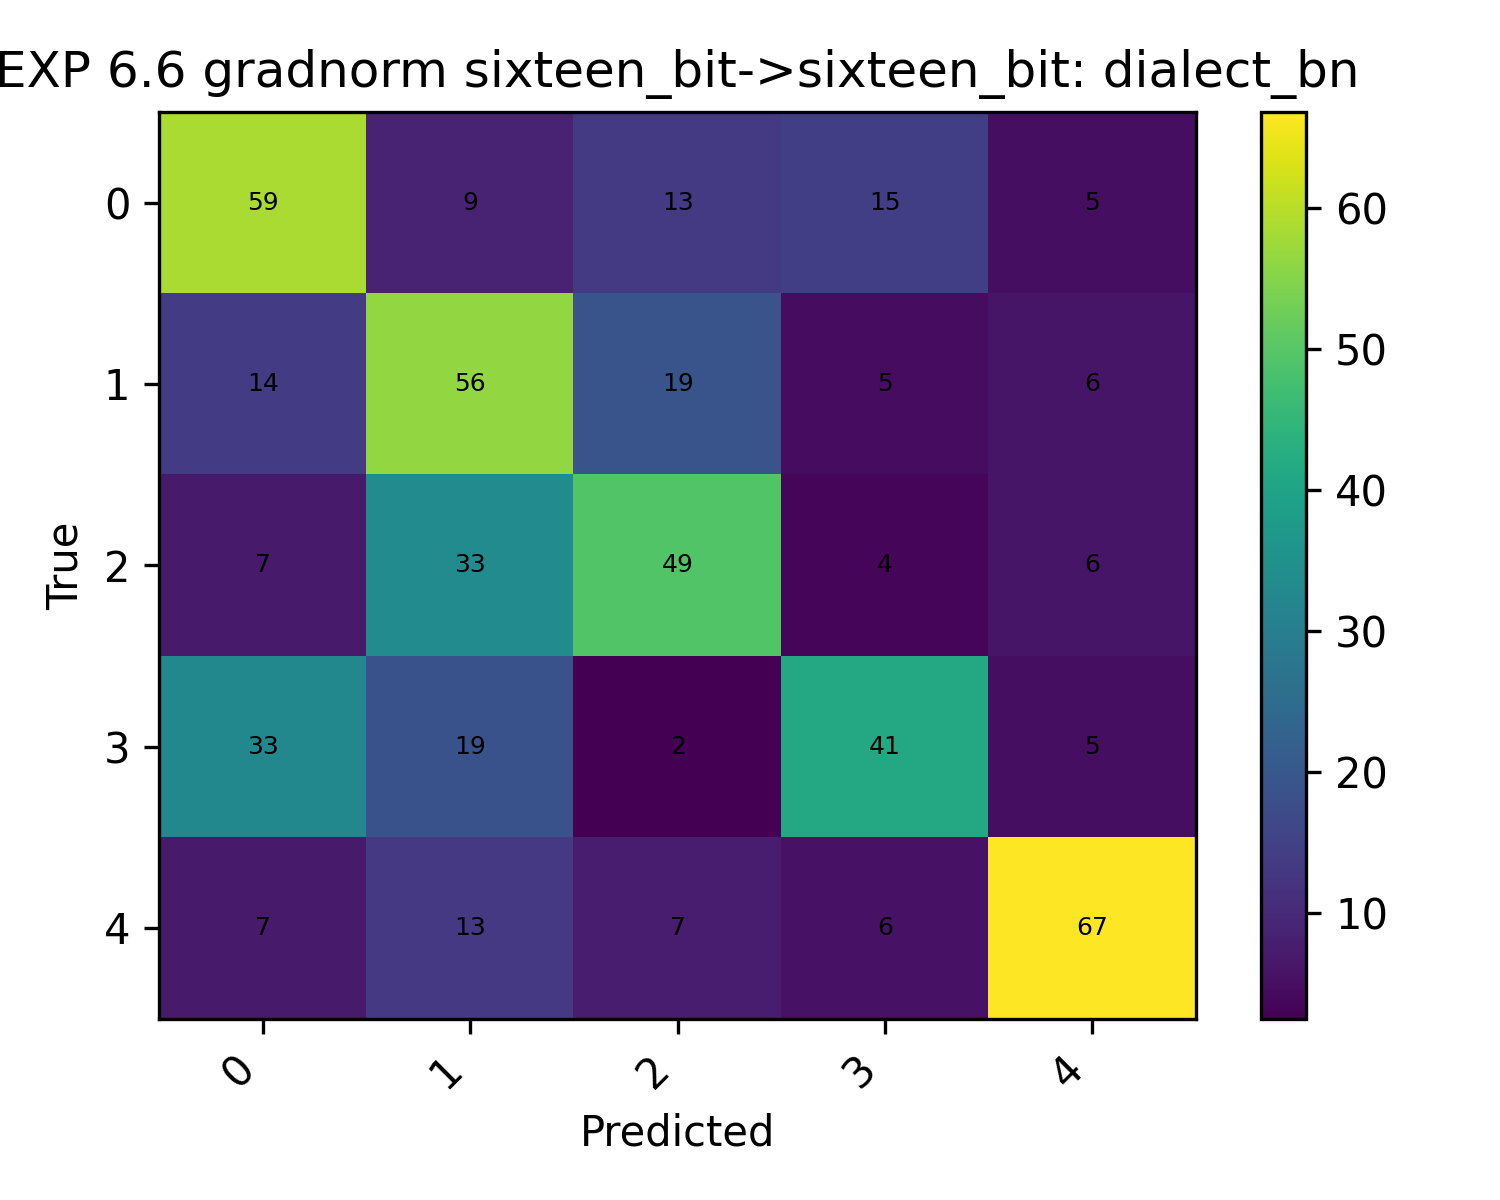 EXP 6.6 gradnorm sixteen_bit->sixteen_bit: dialect_bn
0 59 9 13 15 5
1 14 56 19 5 6
2 7 33 49 4 6
3 33 19 2 41 5
4 7 13 7 6 67
0 1 2 3 4
True
Predicted
60
50
40
30
20
10